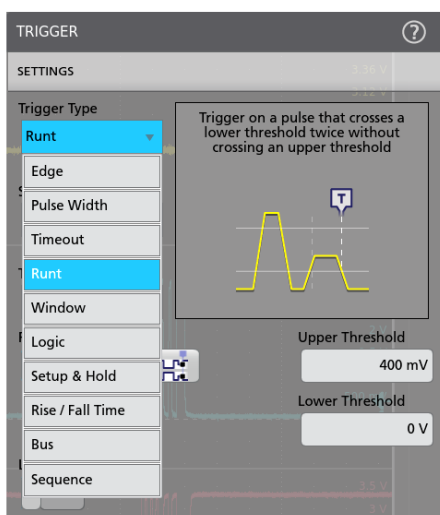 TRIGGER
?
SETTINGS
3.36 V
3.12 V
Trigger Type
Runt
Trigger on a pulse that crosses a
lower threshold twice without
crossing an upper threshold
T
Edge
Pulse Width
Timeout
Runt
Window
Logic
Setup & Hold
Rise / Fall Time
Bus
Sequence
Upper Threshold
400 mV
Lower Threshold
0 V
3.5 V
3 V